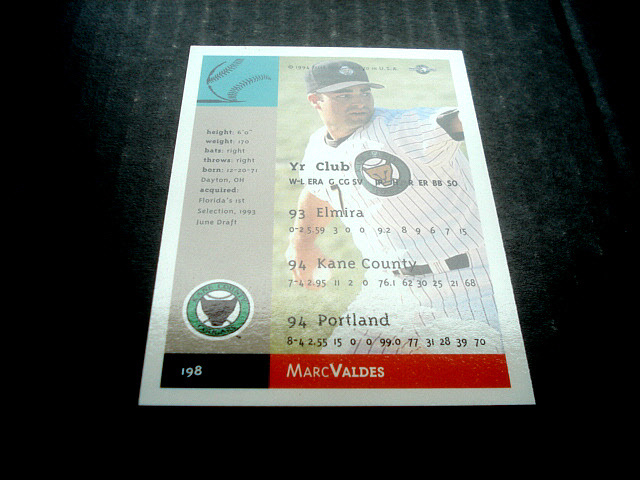 © 1994
U.S.A.
height: 6'0"
weight: 170
bats: right
throws: right
born: 12-20-71
Dayton, OH
acquired:
Florida's 1st
Selection, 1993
June Draft
Yr Club
W-L ERA G CG SV IP H R ER BB SO
93 Elmira
0-2 5.59 3 0 0 9.2 8 9 6 7 15
94 Kane County
7-4 2.95 11 2 0 76.1 62 30 25 21 68
94 Portland
8-4 2.55 15 0 0 99.0 77 31 28 39 70
KANE COUNTY
COUGARS
198
MARCVALDES